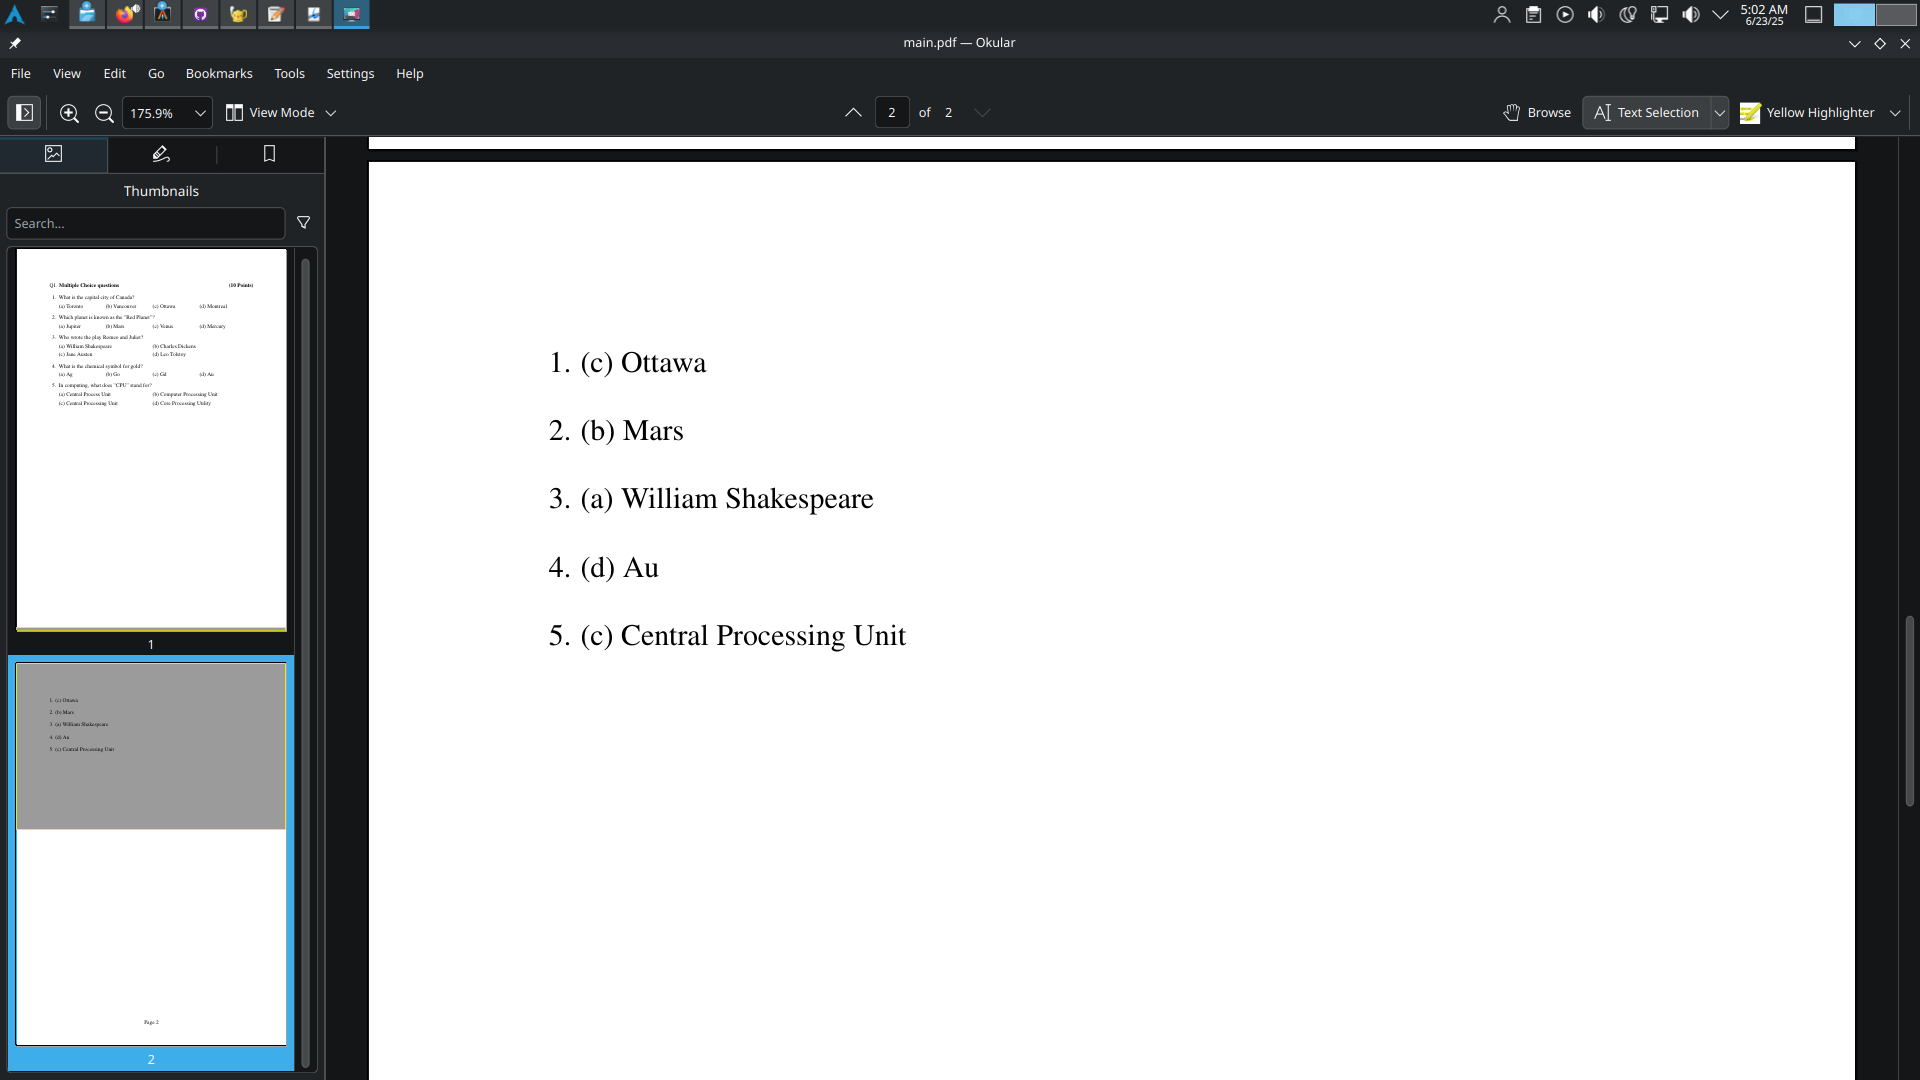 5:02 AM
6/23/25
main.pdf — Okular
File View Edit Go Bookmarks Tools Settings Help
175.9% View Mode 2 of 2 Browse Text Selection Yellow Highlighter
Thumbnails
Search...
Q1. Multiple Choice questions (10 Points)
1. What is the capital city of Canada?
(a) Toronto (b) Vancouver (c) Ottawa (d) Montreal
2. Which planet is known as the "Red Planet"?
(a) Jupiter (b) Mars (c) Venus (d) Mercury
3. Who wrote the play Romeo and Juliet?
(a) William Shakespeare (b) Charles Dickens
(c) Jane Austen (d) Leo Tolstoy
4. What is the chemical symbol for gold?
(a) Ag (b) Go (c) Gd (d) Au
5. In computing, what does "CPU" stand for?
(a) Central Process Unit (b) Computer Processing Unit
(c) Central Processing Unit (d) Core Processing Utility
1
1. (c) Ottawa
2. (b) Mars
3. (a) William Shakespeare
4. (d) Au
5. (c) Central Processing Unit
Page 2
2
1. (c) Ottawa
2. (b) Mars
3. (a) William Shakespeare
4. (d) Au
5. (c) Central Processing Unit